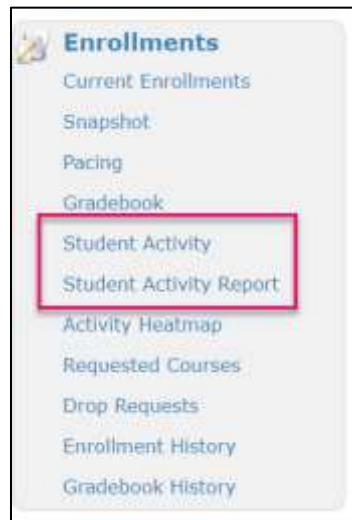 Enrollments
Current Enrollments
Snapshot
Pacing
Gradebook
Student Activity
Student Activity Report
Activity Heatmap
Requested Courses
Drop Requests
Enrollment History
Gradebook History